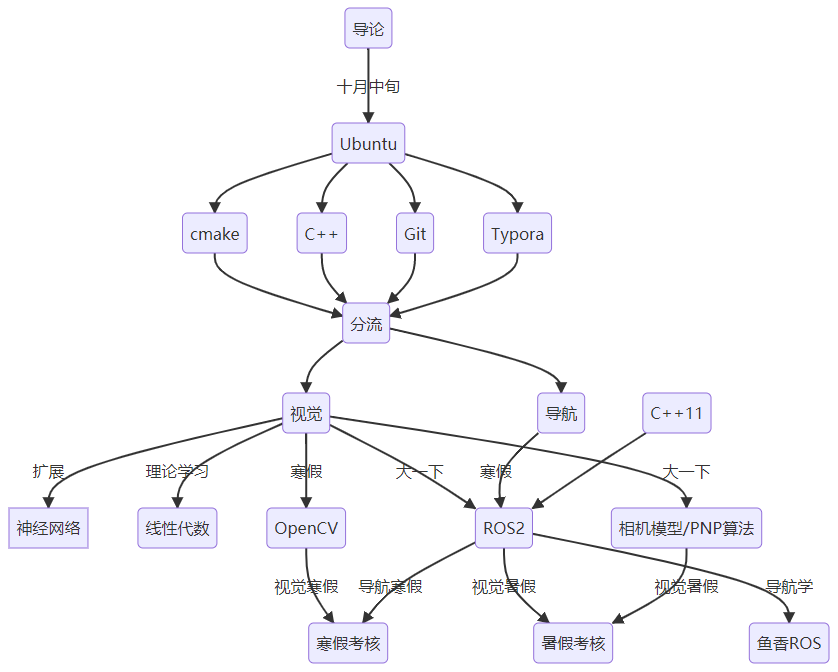 导论
十月中旬
Ubuntu
cmake
C++
Git
Typora
分流
视觉
导航
C++11
扩展
理论学习
寒假
大一下
寒假
大一下
神经网络
线性代数
OpenCV
ROS2
相机模型/PNP算法
视觉寒假
导航寒假
视觉暑假
视觉暑假
导航学
寒假考核
暑假考核
鱼香ROS